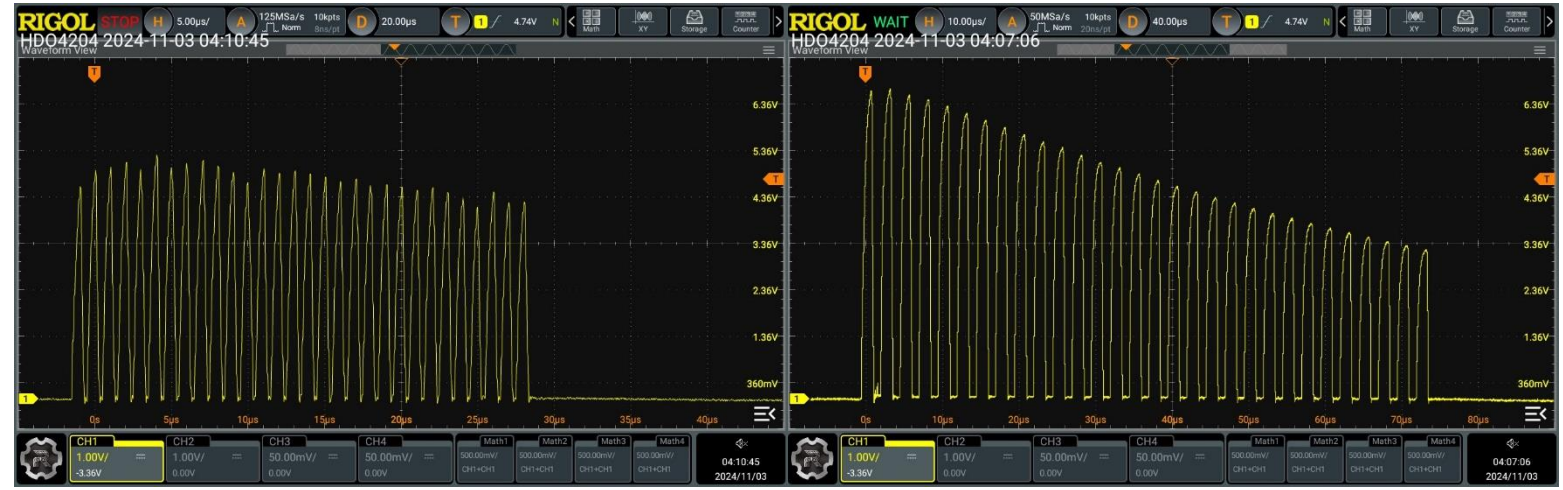 RIGOL STOP H 5.00μs/ A 125MSa/s 10kpts Norm 8ns/pt D 20.00μs T 1 4.74V N < Math XY Storage Counter >
HDO4204 2024-11-03 04:10:45
Waveform View
T
6.36V
5.36V
T
4.36V
3.36V
2.36V
1.36V
360mV
1
0s 5μs 10μs 15μs 20μs 25μs 30μs 35μs 40μs
CH1 CH2 CH3 CH4 Math1 Math2 Math3 Math4
1.00V/ 1.00V/ 50.00mV/ 50.00mV/ 500.00mV/ 500.00mV/ 500.00mV/ 500.00mV/
-3.36V 0.00V 0.00V 0.00V CH1+CH1 CH1+CH1 CH1+CH1 CH1+CH1
04:10:45
2024/11/03
RIGOL WAIT H 10.00μs/ A 50MSa/s 10kpts Norm 20ns/pt D 40.00μs T 1 4.74V N < Math XY Storage Counter >
HDO4204 2024-11-03 04:07:06
Waveform View
T
6.36V
5.36V
T
4.36V
3.36V
2.36V
1.36V
360mV
1
0s 10μs 20μs 30μs 40μs 50μs 60μs 70μs 80μs
CH1 CH2 CH3 CH4 Math1 Math2 Math3 Math4
1.00V/ 1.00V/ 50.00mV/ 50.00mV/ 500.00mV/ 500.00mV/ 500.00mV/ 500.00mV/
-3.36V 0.00V 0.00V 0.00V CH1+CH1 CH1+CH1 CH1+CH1 CH1+CH1
04:07:06
2024/11/03